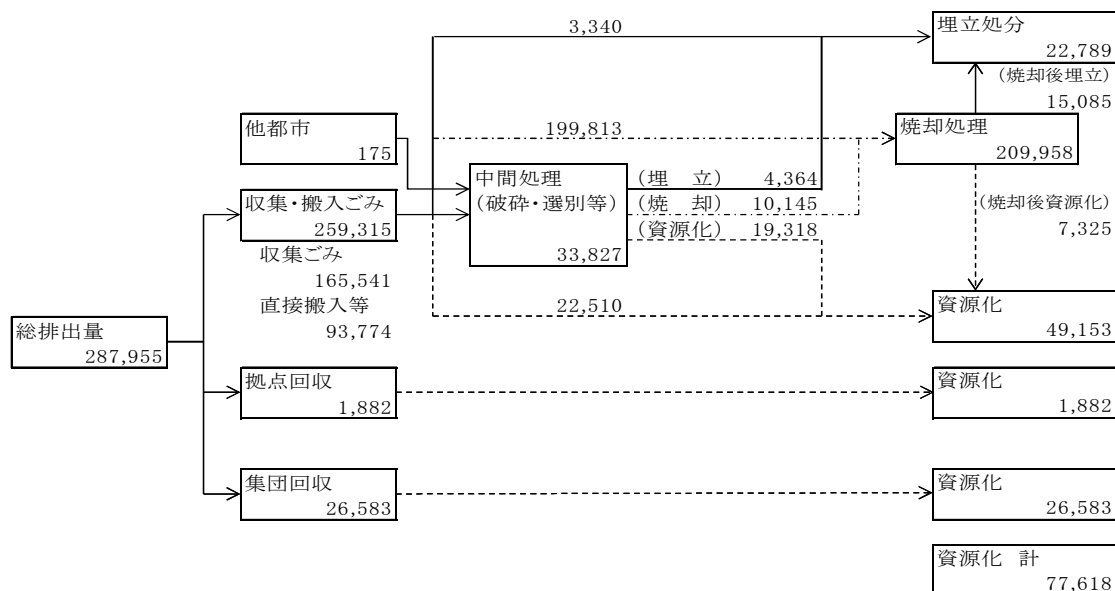 3,340
埋立処分
22,789
(焼却後埋立)
15,085
他都市
175
199,813
焼却処理
209,958
中間処理
(破砕・選別等)
33,827
(埋 立) 4,364
(焼 却) 10,145
(資源化) 19,318
収集・搬入ごみ
259,315
収集ごみ
165,541
直接搬入等
93,774
(焼却後資源化)
7,325
22,510
資源化
49,153
総排出量
287,955
拠点回収
1,882
資源化
1,882
集団回収
26,583
資源化
26,583
資源化 計
77,618